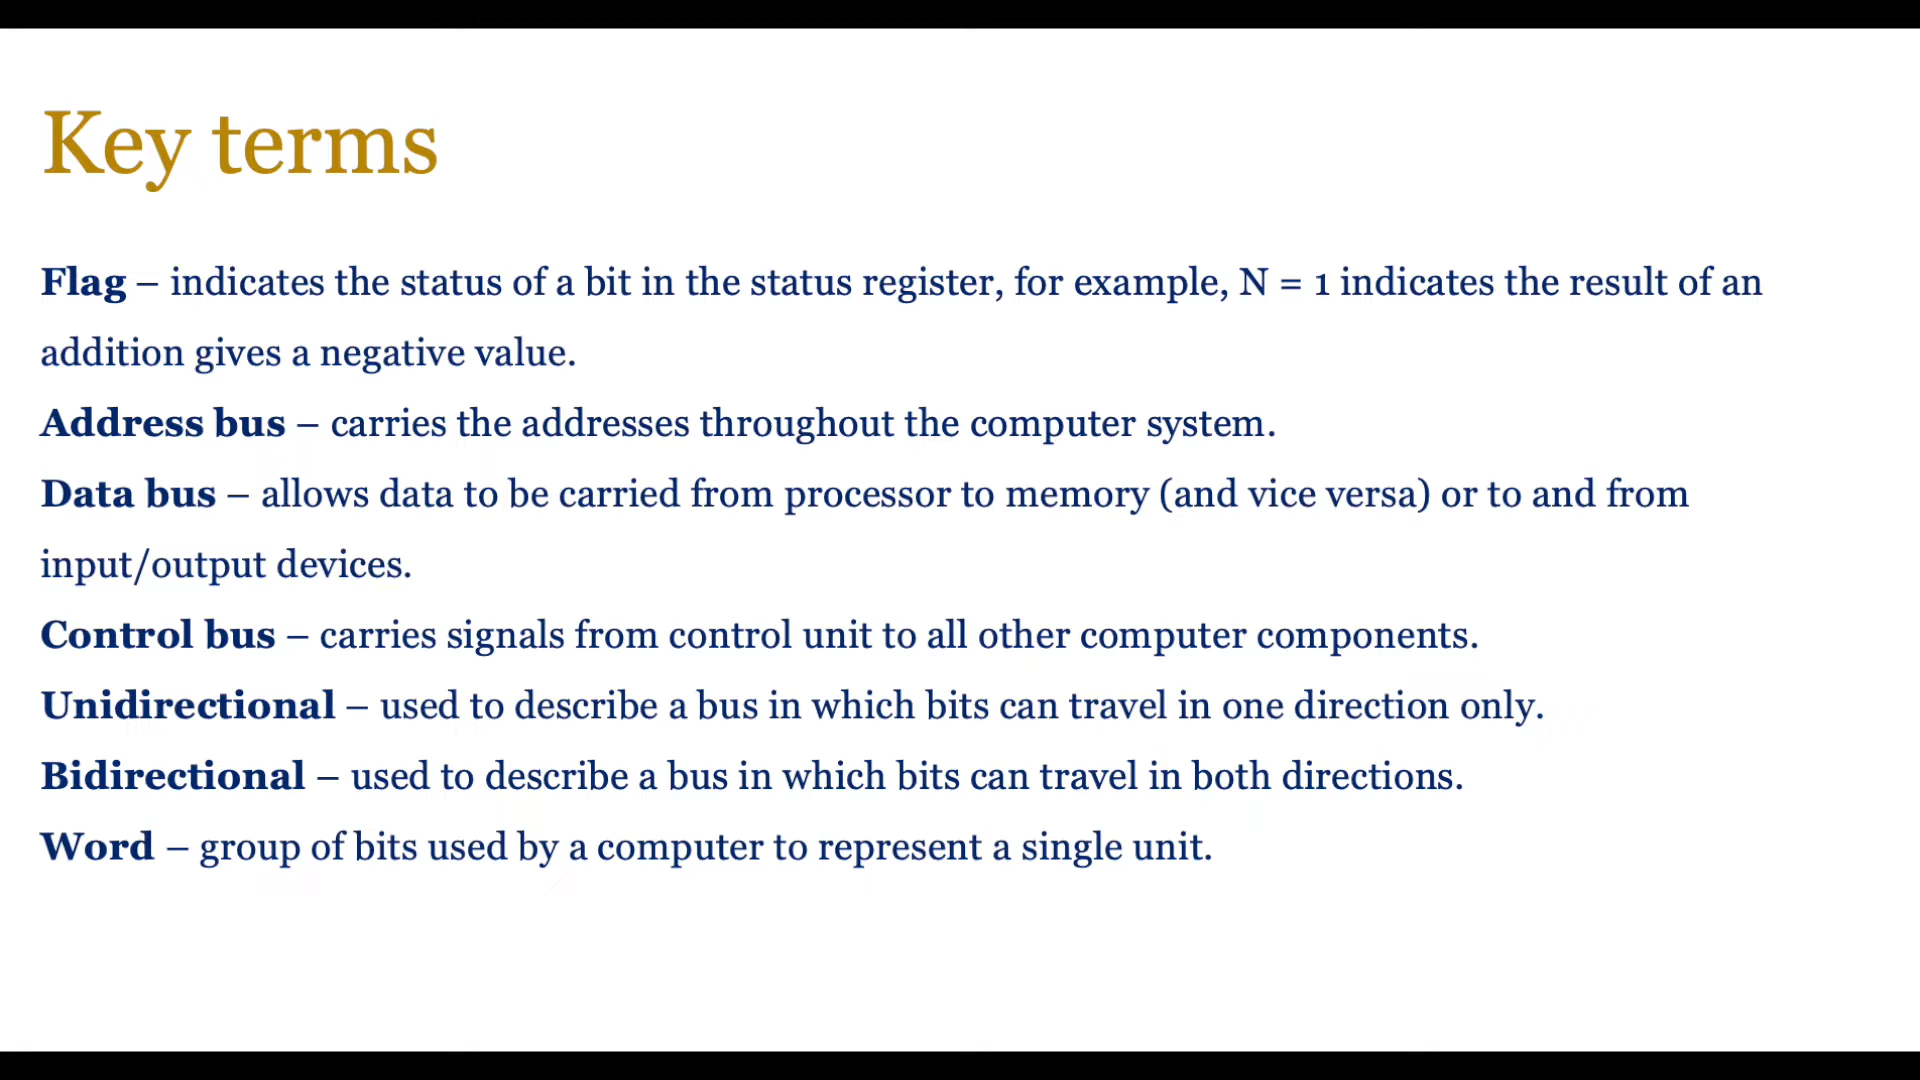 Key terms
Flag – indicates the status of a bit in the status register, for example, N = 1 indicates the result of an
addition gives a negative value.
Address bus – carries the addresses throughout the computer system.
Data bus – allows data to be carried from processor to memory (and vice versa) or to and from
input/output devices.
Control bus – carries signals from control unit to all other computer components.
Unidirectional – used to describe a bus in which bits can travel in one direction only.
Bidirectional – used to describe a bus in which bits can travel in both directions.
Word – group of bits used by a computer to represent a single unit.